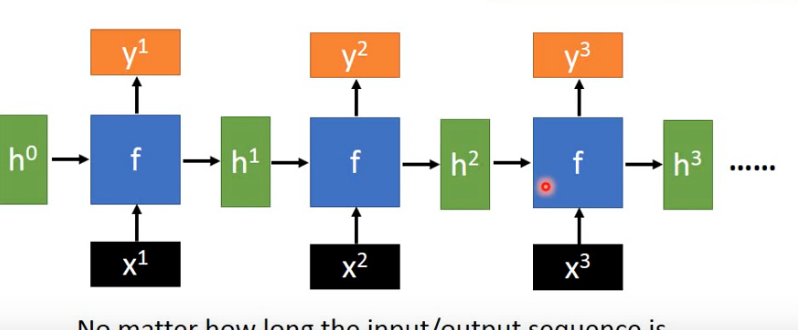 y¹ y² y³
h⁰ f h¹ f h² f h³ ......
x¹ x² x³
No matter how long the input/output sequence is